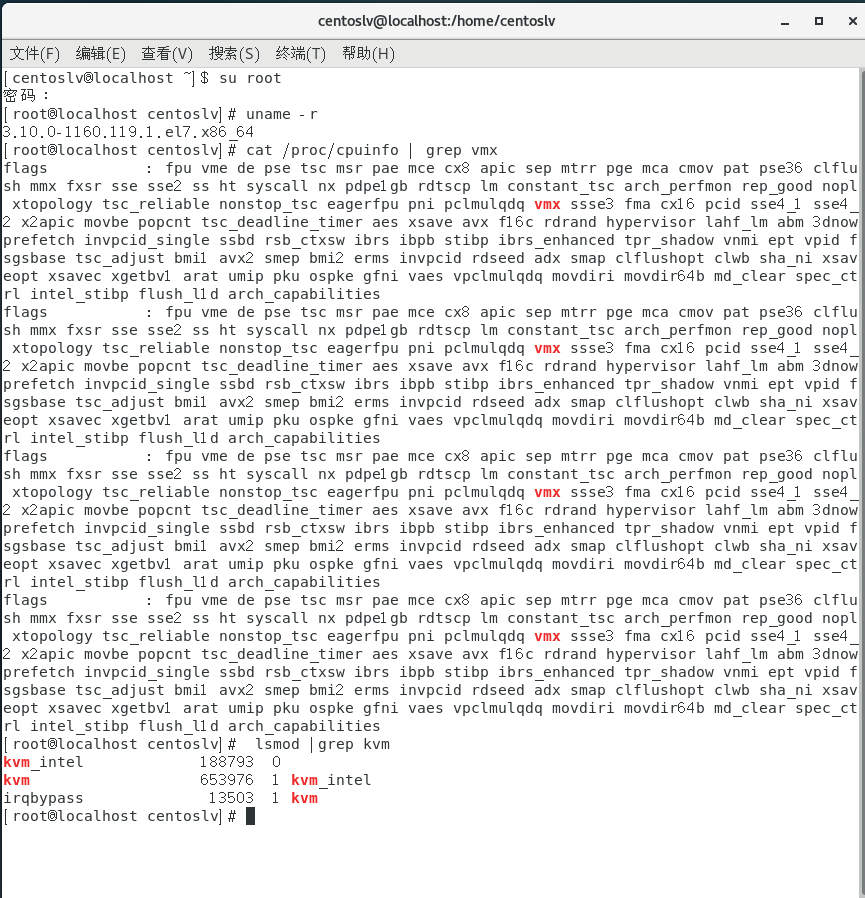 centoslv@localhost:/home/centoslv
文件(F) 编辑(E) 查看(V) 搜索(S) 终端(T) 帮助(H)
[centoslv@localhost ~]$ su root
密码：
[root@localhost centoslv]# uname -r
3.10.0-1160.119.1.el7.x86_64
[root@localhost centoslv]# cat /proc/cpuinfo | grep vmx
flags           : fpu vme de pse tsc msr pae mce cx8 apic sep mtrr pge mca cmov pat pse36 clflu
sh mmx fxsr sse sse2 ss ht syscall nx pdpe1gb rdtscp lm constant_tsc arch_perfmon rep_good nopl
 xtopology tsc_reliable nonstop_tsc eagerfpu pni pclmulqdq vmx ssse3 fma cx16 pcid sse4_1 sse4_
2 x2apic movbe popcnt tsc_deadline_timer aes xsave avx f16c rdrand hypervisor lahf_lm abm 3dnow
prefetch invpcid_single ssbd rsb_ctxsw ibrs ibpb stibp ibrs_enhanced tpr_shadow vnmi ept vpid f
sgsbase tsc_adjust bmi1 avx2 smep bmi2 erms invpcid rdseed adx smap clflushopt clwb sha_ni xsav
eopt xsavec xgetbv1 arat umip pku ospke gfni vaes vpclmulqdq movdiri movdir64b md_clear spec_ct
rl intel_stibp flush_l1d arch_capabilities
flags           : fpu vme de pse tsc msr pae mce cx8 apic sep mtrr pge mca cmov pat pse36 clflu
sh mmx fxsr sse sse2 ss ht syscall nx pdpe1gb rdtscp lm constant_tsc arch_perfmon rep_good nopl
 xtopology tsc_reliable nonstop_tsc eagerfpu pni pclmulqdq vmx ssse3 fma cx16 pcid sse4_1 sse4_
2 x2apic movbe popcnt tsc_deadline_timer aes xsave avx f16c rdrand hypervisor lahf_lm abm 3dnow
prefetch invpcid_single ssbd rsb_ctxsw ibrs ibpb stibp ibrs_enhanced tpr_shadow vnmi ept vpid f
sgsbase tsc_adjust bmi1 avx2 smep bmi2 erms invpcid rdseed adx smap clflushopt clwb sha_ni xsav
eopt xsavec xgetbv1 arat umip pku ospke gfni vaes vpclmulqdq movdiri movdir64b md_clear spec_ct
rl intel_stibp flush_l1d arch_capabilities
flags           : fpu vme de pse tsc msr pae mce cx8 apic sep mtrr pge mca cmov pat pse36 clflu
sh mmx fxsr sse sse2 ss ht syscall nx pdpe1gb rdtscp lm constant_tsc arch_perfmon rep_good nopl
 xtopology tsc_reliable nonstop_tsc eagerfpu pni pclmulqdq vmx ssse3 fma cx16 pcid sse4_1 sse4_
2 x2apic movbe popcnt tsc_deadline_timer aes xsave avx f16c rdrand hypervisor lahf_lm abm 3dnow
prefetch invpcid_single ssbd rsb_ctxsw ibrs ibpb stibp ibrs_enhanced tpr_shadow vnmi ept vpid f
sgsbase tsc_adjust bmi1 avx2 smep bmi2 erms invpcid rdseed adx smap clflushopt clwb sha_ni xsav
eopt xsavec xgetbv1 arat umip pku ospke gfni vaes vpclmulqdq movdiri movdir64b md_clear spec_ct
rl intel_stibp flush_l1d arch_capabilities
flags           : fpu vme de pse tsc msr pae mce cx8 apic sep mtrr pge mca cmov pat pse36 clflu
sh mmx fxsr sse sse2 ss ht syscall nx pdpe1gb rdtscp lm constant_tsc arch_perfmon rep_good nopl
 xtopology tsc_reliable nonstop_tsc eagerfpu pni pclmulqdq vmx ssse3 fma cx16 pcid sse4_1 sse4_
2 x2apic movbe popcnt tsc_deadline_timer aes xsave avx f16c rdrand hypervisor lahf_lm abm 3dnow
prefetch invpcid_single ssbd rsb_ctxsw ibrs ibpb stibp ibrs_enhanced tpr_shadow vnmi ept vpid f
sgsbase tsc_adjust bmi1 avx2 smep bmi2 erms invpcid rdseed adx smap clflushopt clwb sha_ni xsav
eopt xsavec xgetbv1 arat umip pku ospke gfni vaes vpclmulqdq movdiri movdir64b md_clear spec_ct
rl intel_stibp flush_l1d arch_capabilities
[root@localhost centoslv]#  lsmod |grep kvm
kvm_intel             188793  0
kvm                   653976  1 kvm_intel
irqbypass              13503  1 kvm
[root@localhost centoslv]#